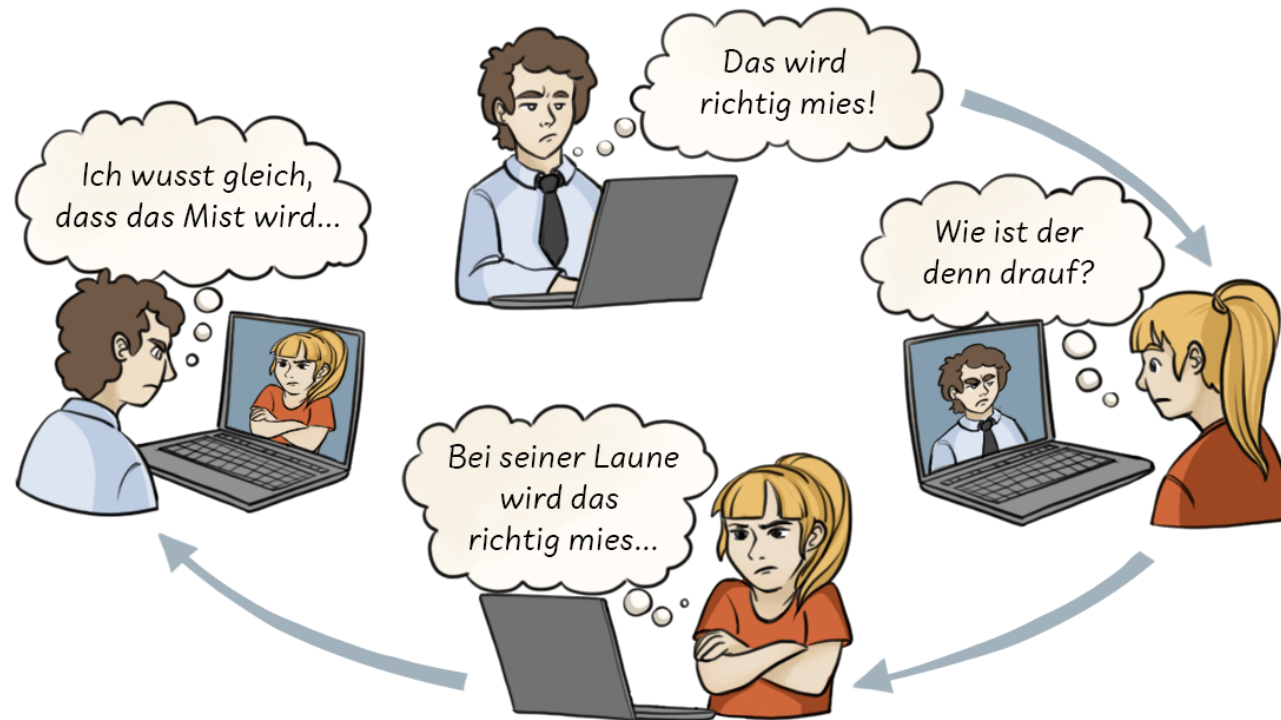 Das wird
richtig mies!
Wie ist der
denn drauf?
Bei seiner Laune
wird das
richtig mies...
Ich wusst gleich,
dass das Mist wird...